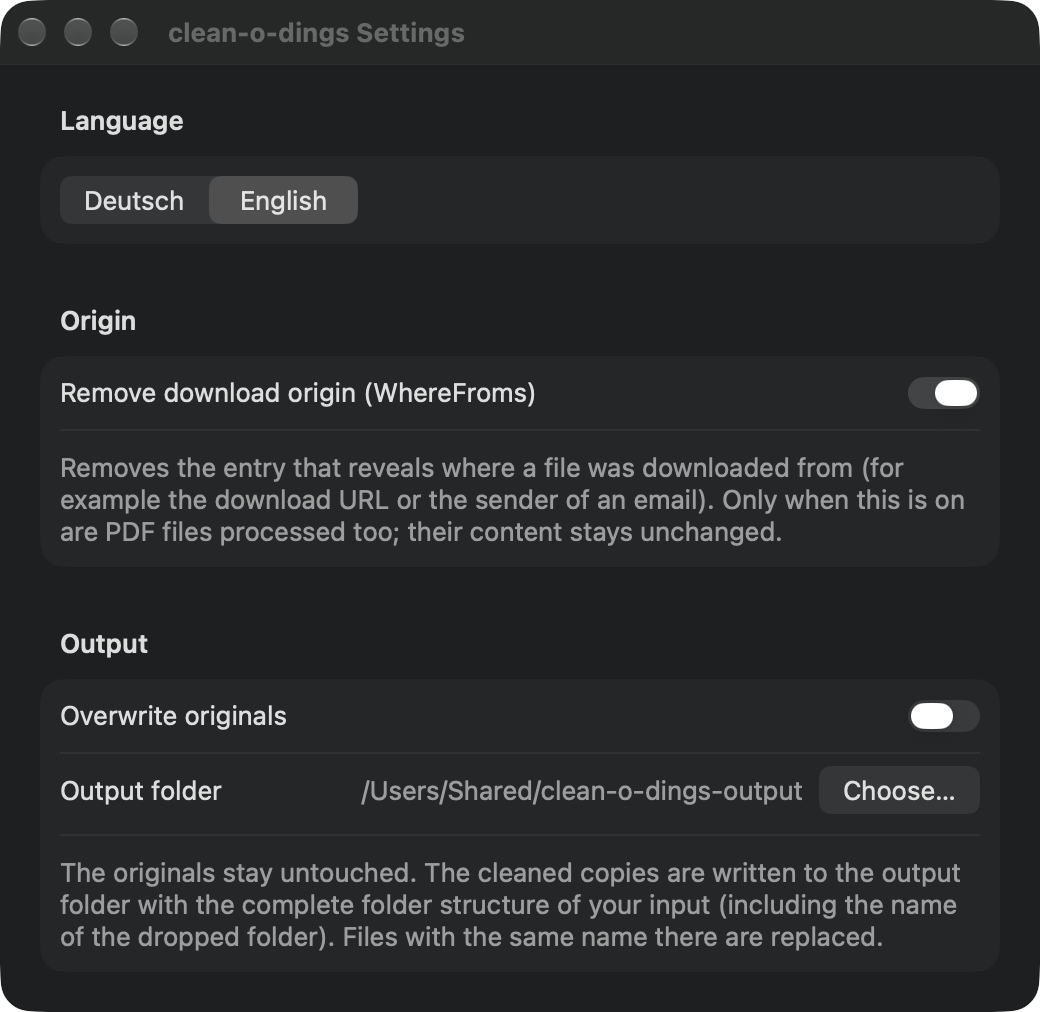 clean-o-dings Settings
Language
Deutsch English
Origin
Remove download origin (WhereFroms)
Removes the entry that reveals where a file was downloaded from (for
example the download URL or the sender of an email). Only when this is on
are PDF files processed too; their content stays unchanged.
Output
Overwrite originals
Output folder /Users/Shared/clean-o-dings-output Choose...
The originals stay untouched. The cleaned copies are written to the output
folder with the complete folder structure of your input (including the name
of the dropped folder). Files with the same name there are replaced.